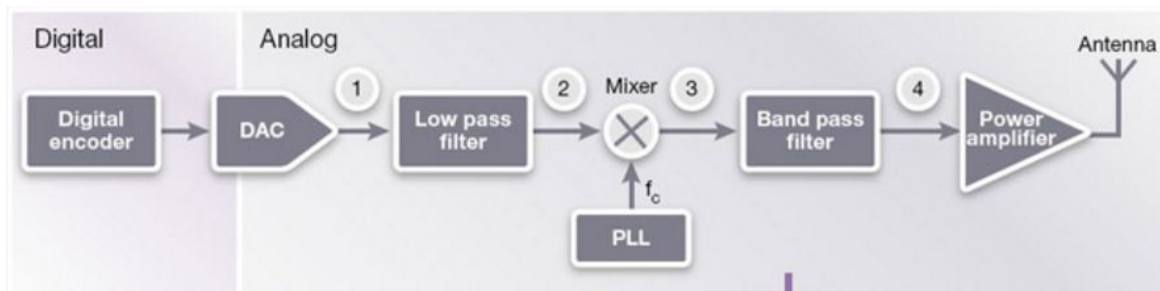 Digital
Analog
Antenna
1
2
Mixer
3
4
Digital
encoder
DAC
Low pass
filter
Band pass
filter
Power
amplifier
fc
PLL